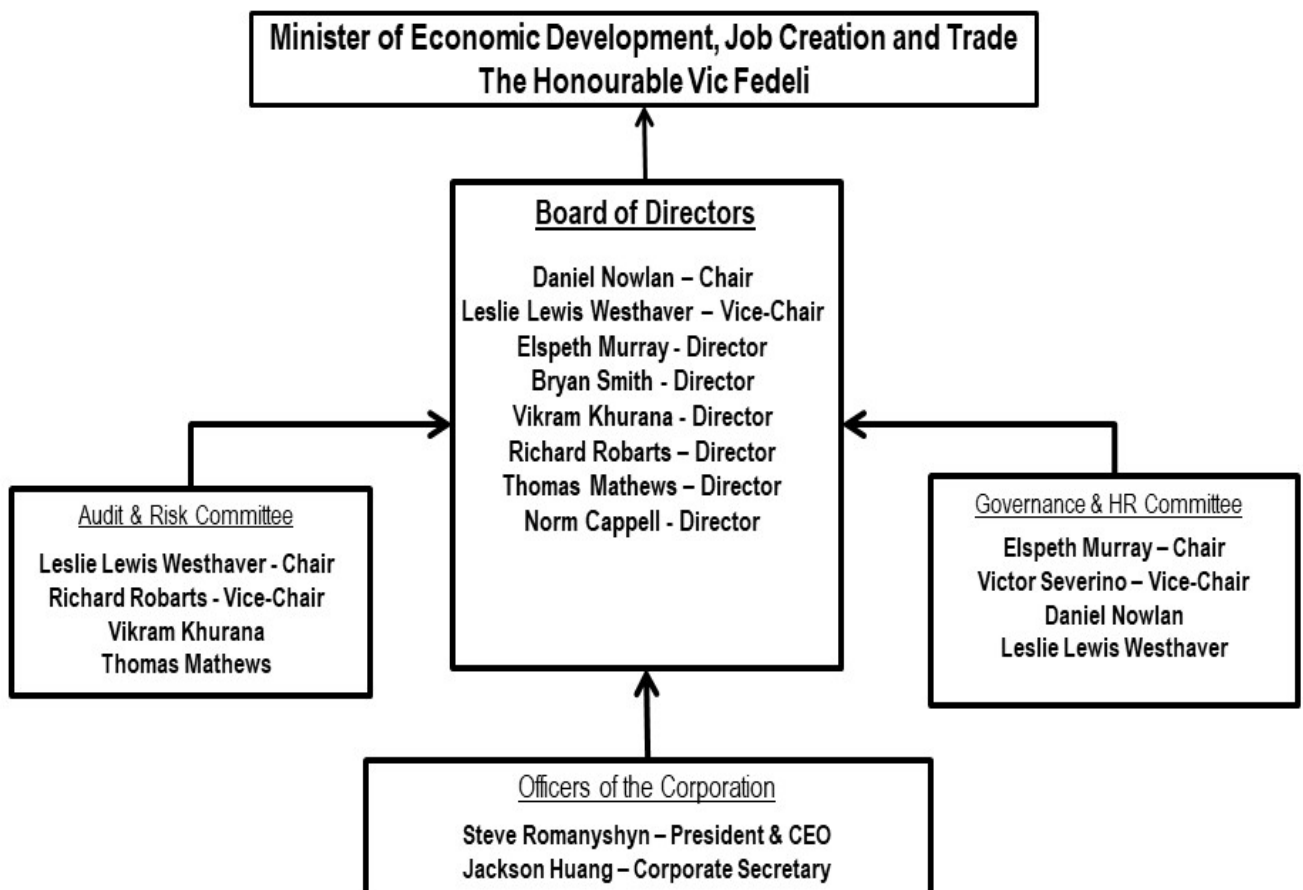 Minister of Economic Development, Job Creation and Trade
The Honourable Vic Fedeli
Board of Directors
Daniel Nowlan – Chair
Leslie Lewis Westhaver – Vice-Chair
Elspeth Murray - Director
Bryan Smith - Director
Vikram Khurana - Director
Richard Robarts – Director
Thomas Mathews – Director
Norm Cappell - Director
Audit & Risk Committee
Leslie Lewis Westhaver - Chair
Richard Robarts - Vice-Chair
Vikram Khurana
Thomas Mathews
Governance & HR Committee
Elspeth Murray – Chair
Victor Severino – Vice-Chair
Daniel Nowlan
Leslie Lewis Westhaver
Officers of the Corporation
Steve Romanyshyn – President & CEO
Jackson Huang – Corporate Secretary